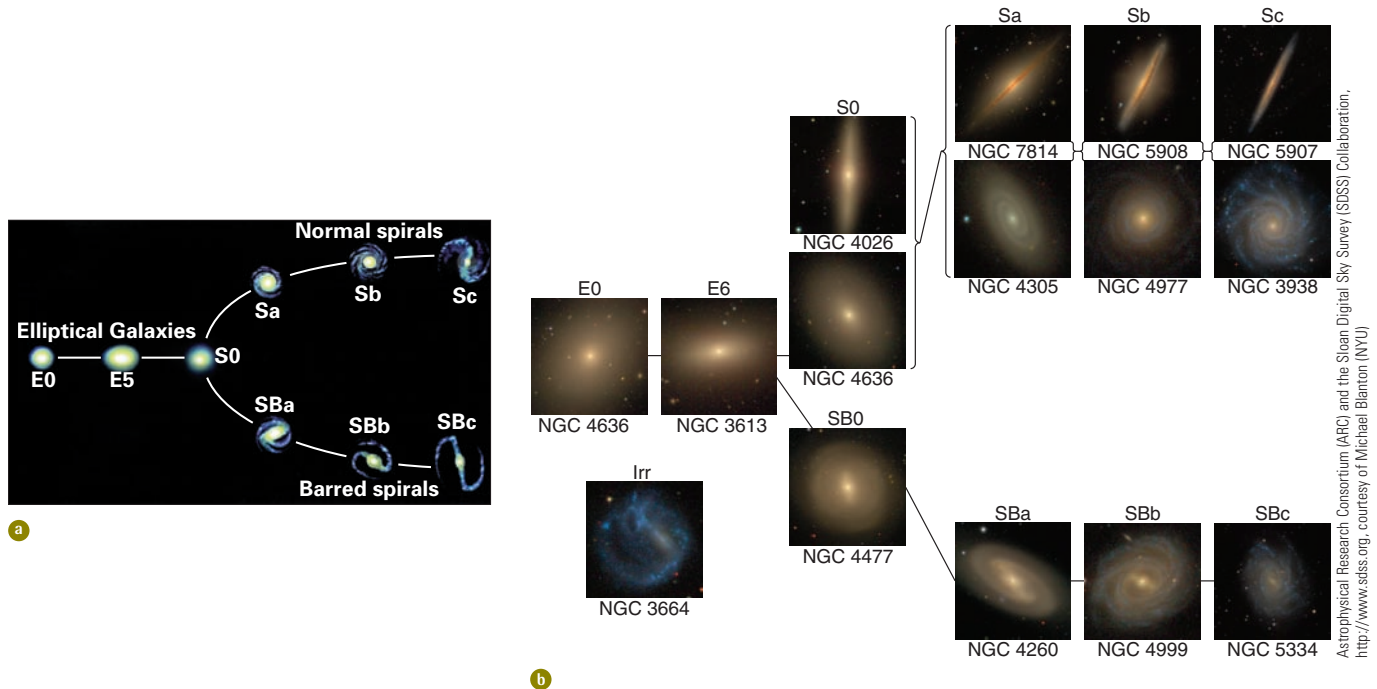 Normal spirals
Sa
Sb
Sc
Elliptical Galaxies
E0
E5
S0
SBa
SBb
SBc
Barred spirals
a
E0
NGC 4636
E6
NGC 3613
Irr
NGC 3664
S0
NGC 4026
NGC 4636
SB0
NGC 4477
Sa
Sb
Sc
NGC 7814
NGC 5908
NGC 5907
NGC 4305
NGC 4977
NGC 3938
SBa
SBb
SBc
NGC 4260
NGC 4999
NGC 5334
b
Astrophysical Research Consortium (ARC) and the Sloan Digital Sky Survey (SDSS) Collaboration,
http://www.sdss.org, courtesy of Michael Blanton (NYU)